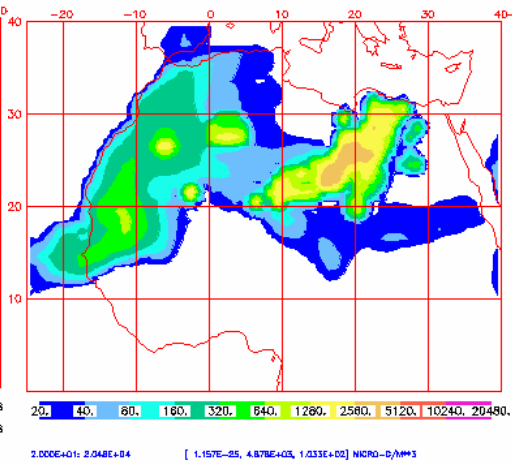 D
-20 -10 0 10 20 30 40
40
30
20
10
s
20. 40. 80. 160. 320. 640. 1280. 2560. 5120. 10240. 20480.
s
2.000E+01: 2.048E+04 [ 1.157E-25, 4.878E+03, 1.033E+02] MICRO-G/M**3